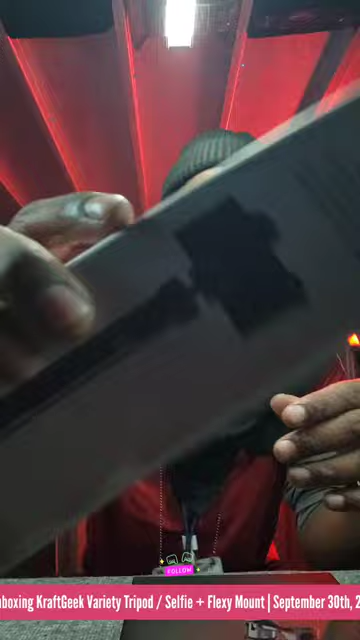 FOLLOW
nboxing KraftGeek Variety Tripod / Selfie + Flexy Mount | September 30th, 2